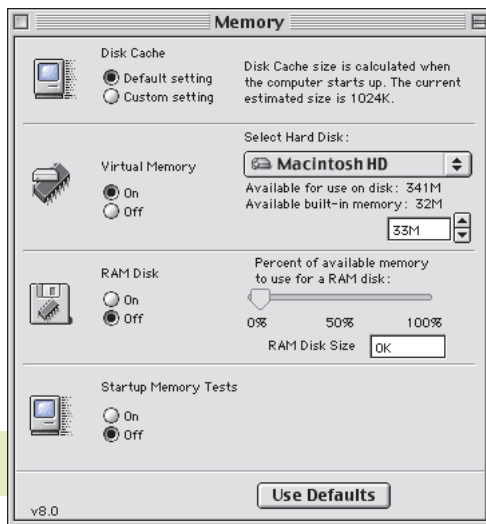 Memory
Disk Cache
Default setting
Custom setting
Disk Cache size is calculated when
the computer starts up. The current
estimated size is 1024K.
Virtual Memory
On
Off
Select Hard Disk:
Macintosh HD
Available for use on disk: 341M
Available built-in memory: 32M
33M
RAM Disk
On
Off
Percent of available memory
to use for a RAM disk:
0% 50% 100%
RAM Disk Size 0K
Startup Memory Tests
On
Off
v8.0
Use Defaults